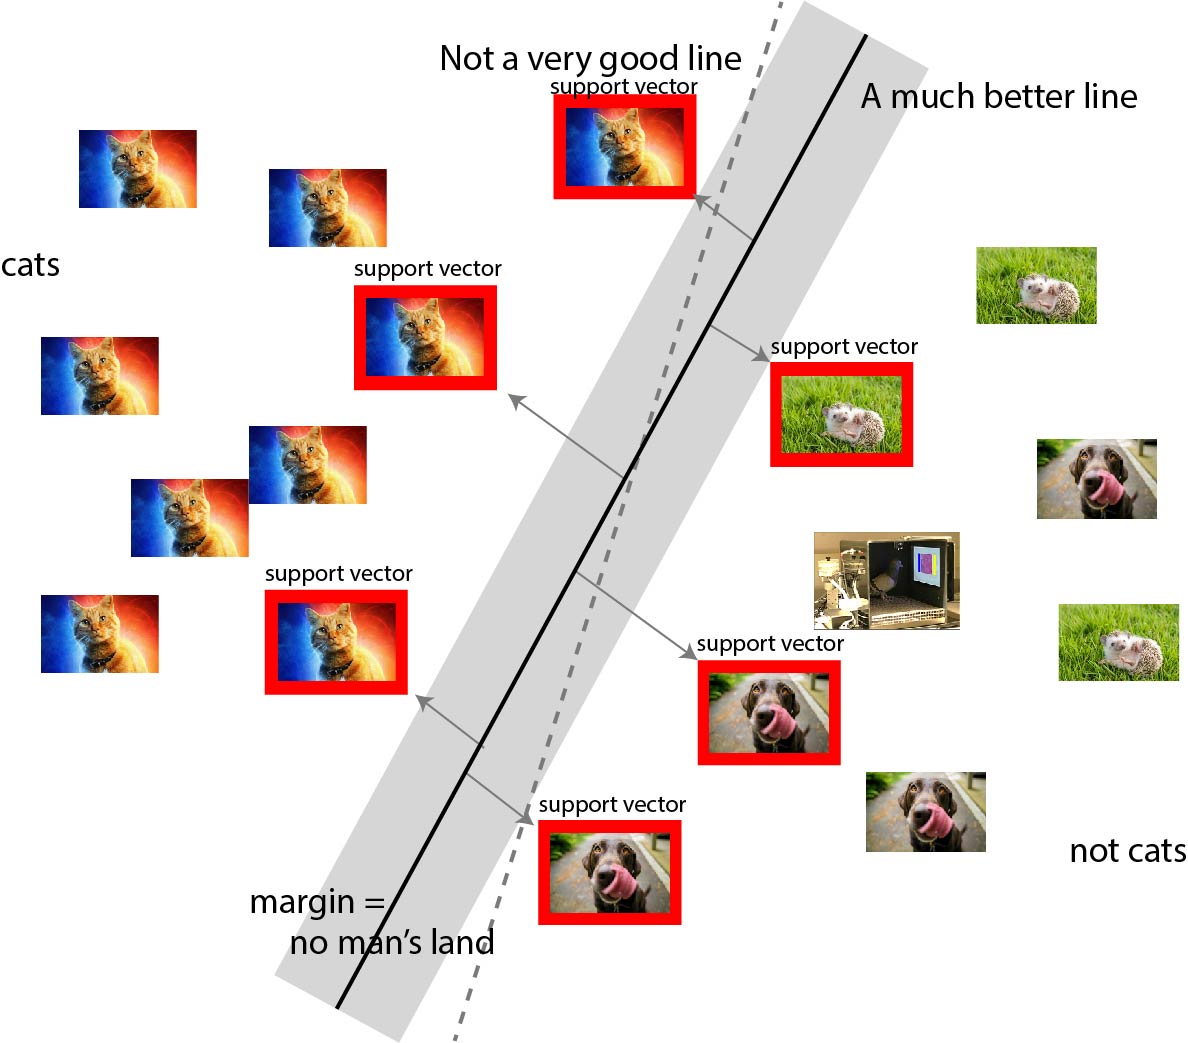 Not a very good line
support vector
A much better line
cats
support vector
support vector
support vector
support vector
support vector
not cats
margin =
no man's land